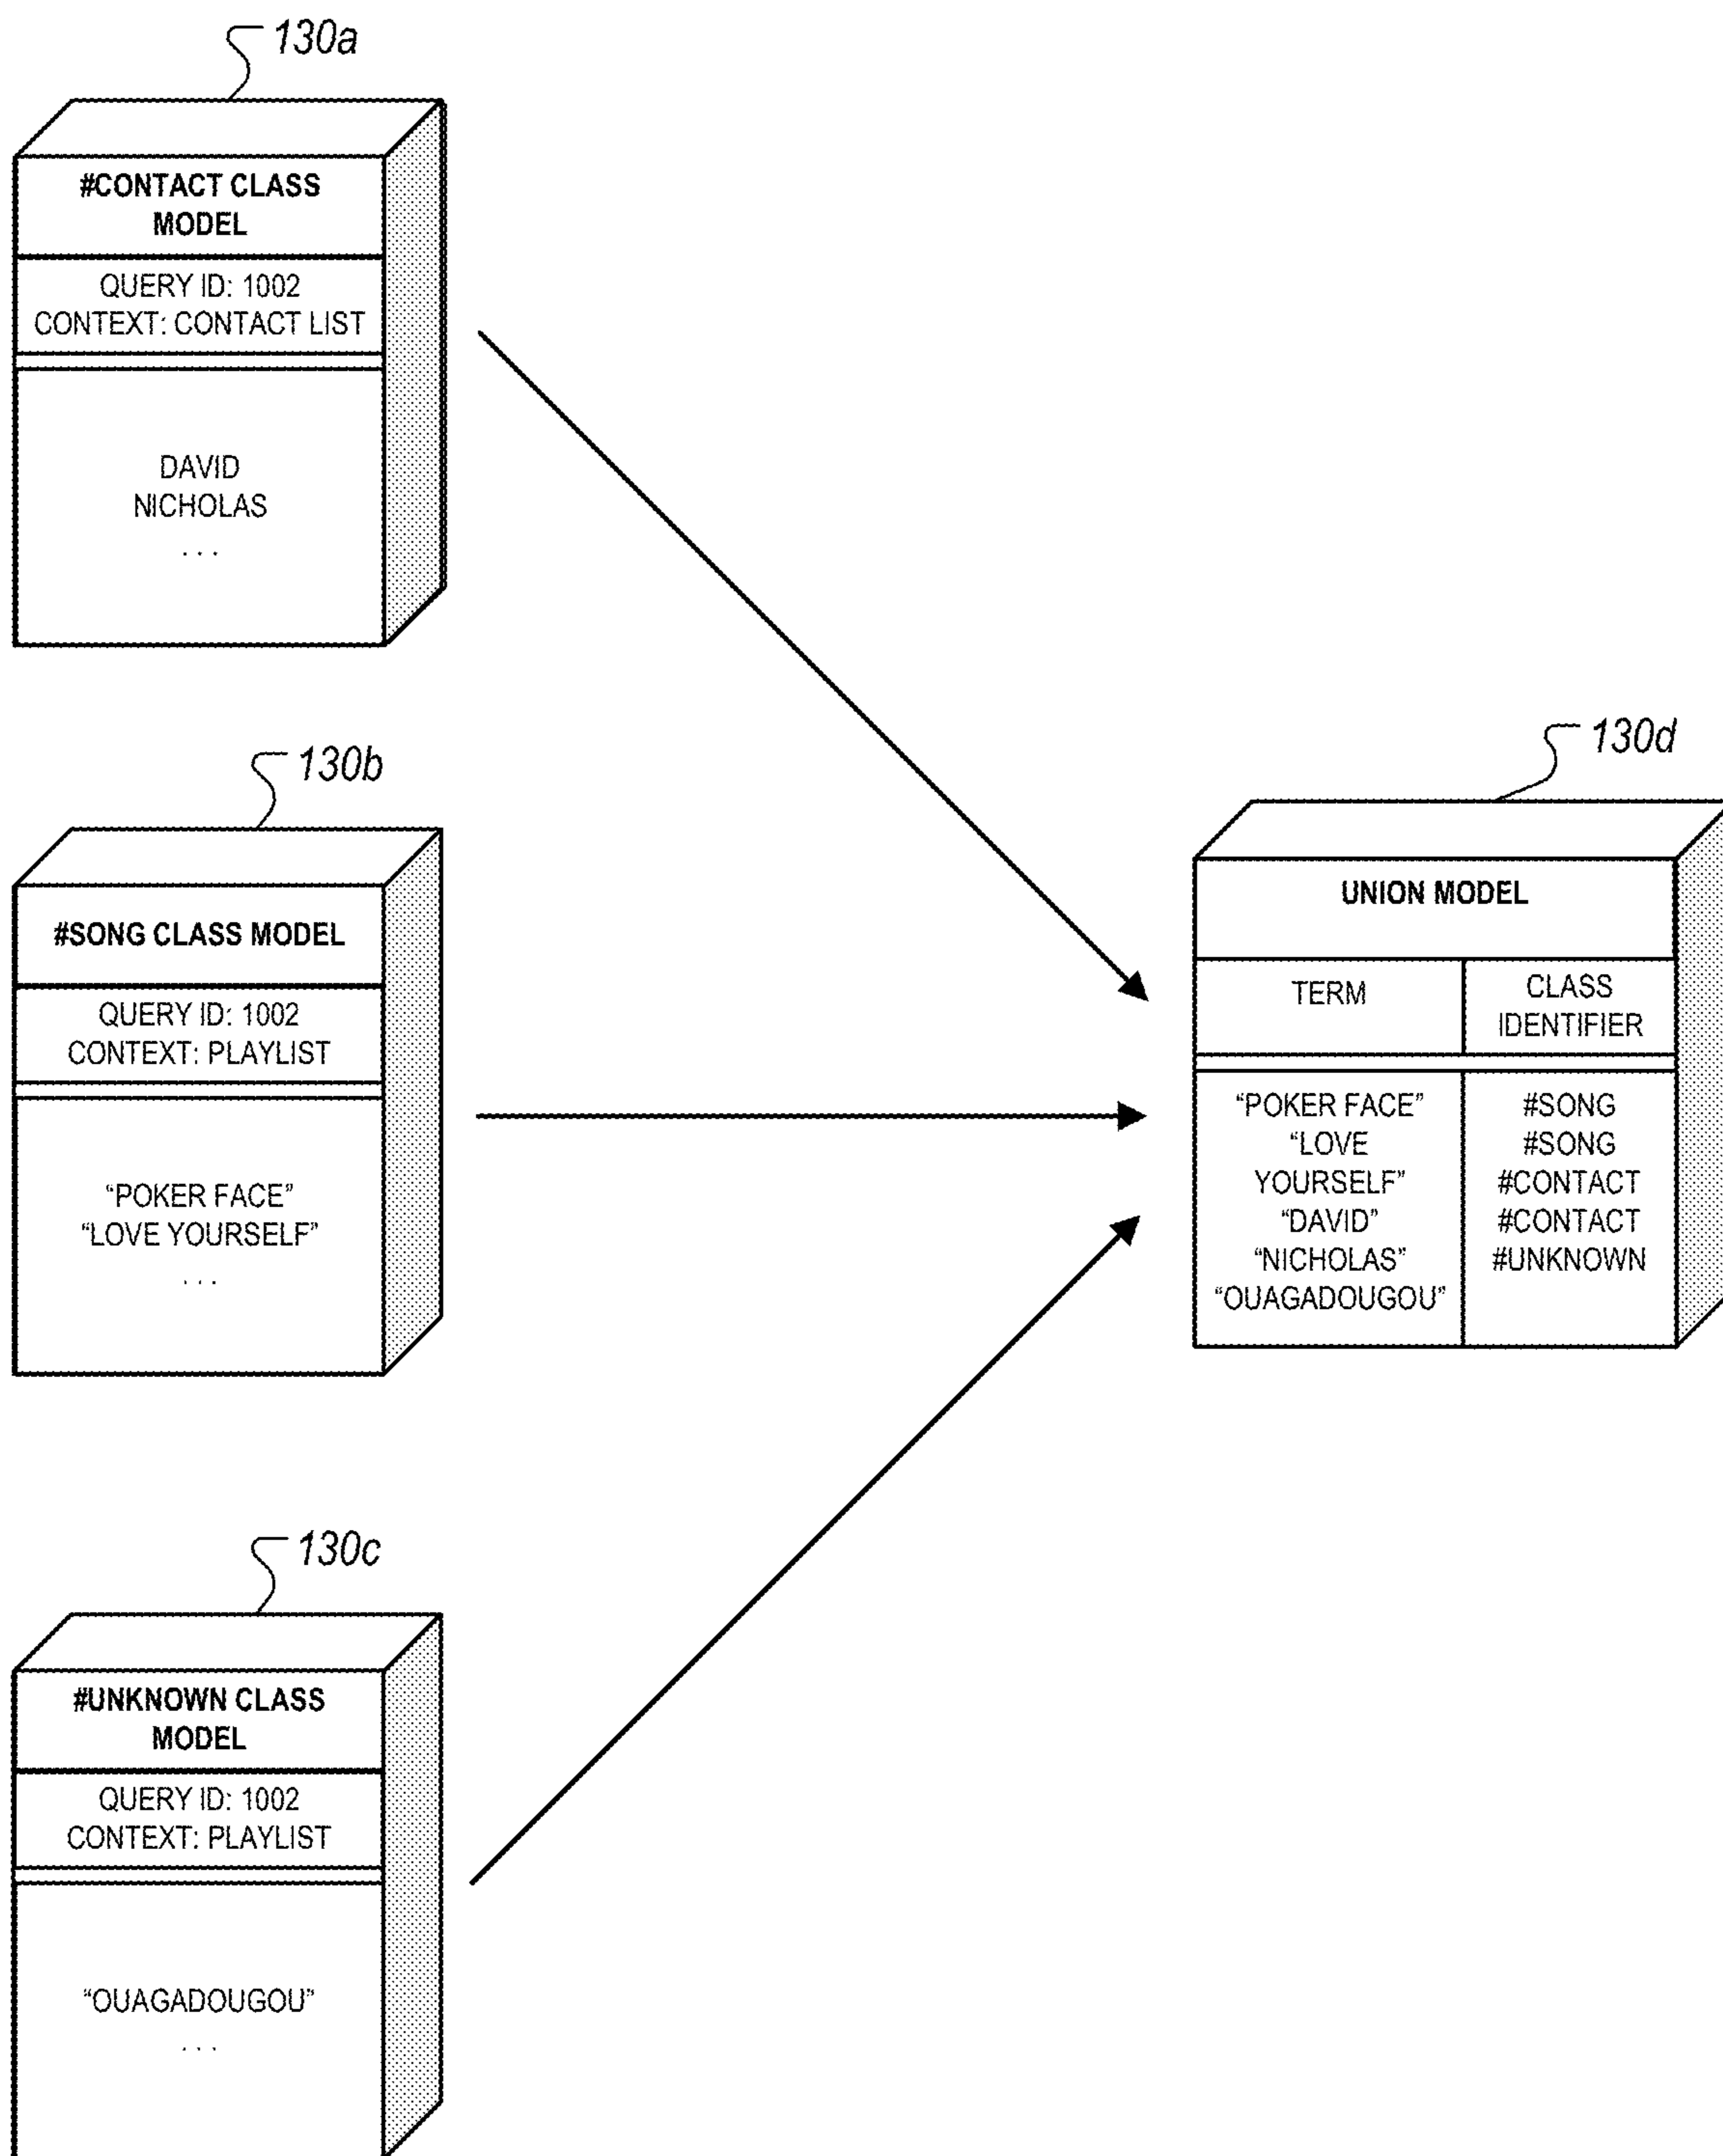 130a
#CONTACT CLASS
MODEL
QUERY ID: 1002
CONTEXT: CONTACT LIST
DAVID
NICHOLAS
. . .
130b
#SONG CLASS MODEL
QUERY ID: 1002
CONTEXT: PLAYLIST
“POKER FACE”
“LOVE YOURSELF”
. . .
130c
#UNKNOWN CLASS
MODEL
QUERY ID: 1002
CONTEXT: PLAYLIST
“OUAGADOUGOU”
. . .
130d
UNION MODEL
TERM
CLASS
IDENTIFIER
“POKER FACE”
“LOVE
YOURSELF”
“DAVID”
“NICHOLAS”
“OUAGADOUGOU”
#SONG
#SONG
#CONTACT
#CONTACT
#UNKNOWN